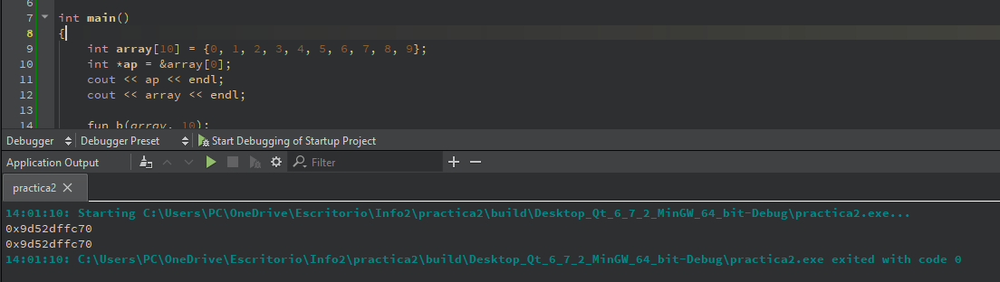 6
7 int main()
8 {
9 int array[10] = {0, 1, 2, 3, 4, 5, 6, 7, 8, 9};
10 int *ap = &array[0];
11 cout << ap << endl;
12 cout << array << endl;
13
14 fun_b(array, 10);
Debugger Debugger Preset Start Debugging of Startup Project
Application Output Filter
practica2
14:01:10: Starting C:\Users\PC\OneDrive\Escritorio\Info2\practica2\build\Desktop_Qt_6_7_2_MinGW_64_bit-Debug\practica2.exe...
0x9d52dffc70
0x9d52dffc70
14:01:10: C:\Users\PC\OneDrive\Escritorio\Info2\practica2\build\Desktop_Qt_6_7_2_MinGW_64_bit-Debug\practica2.exe exited with code 0